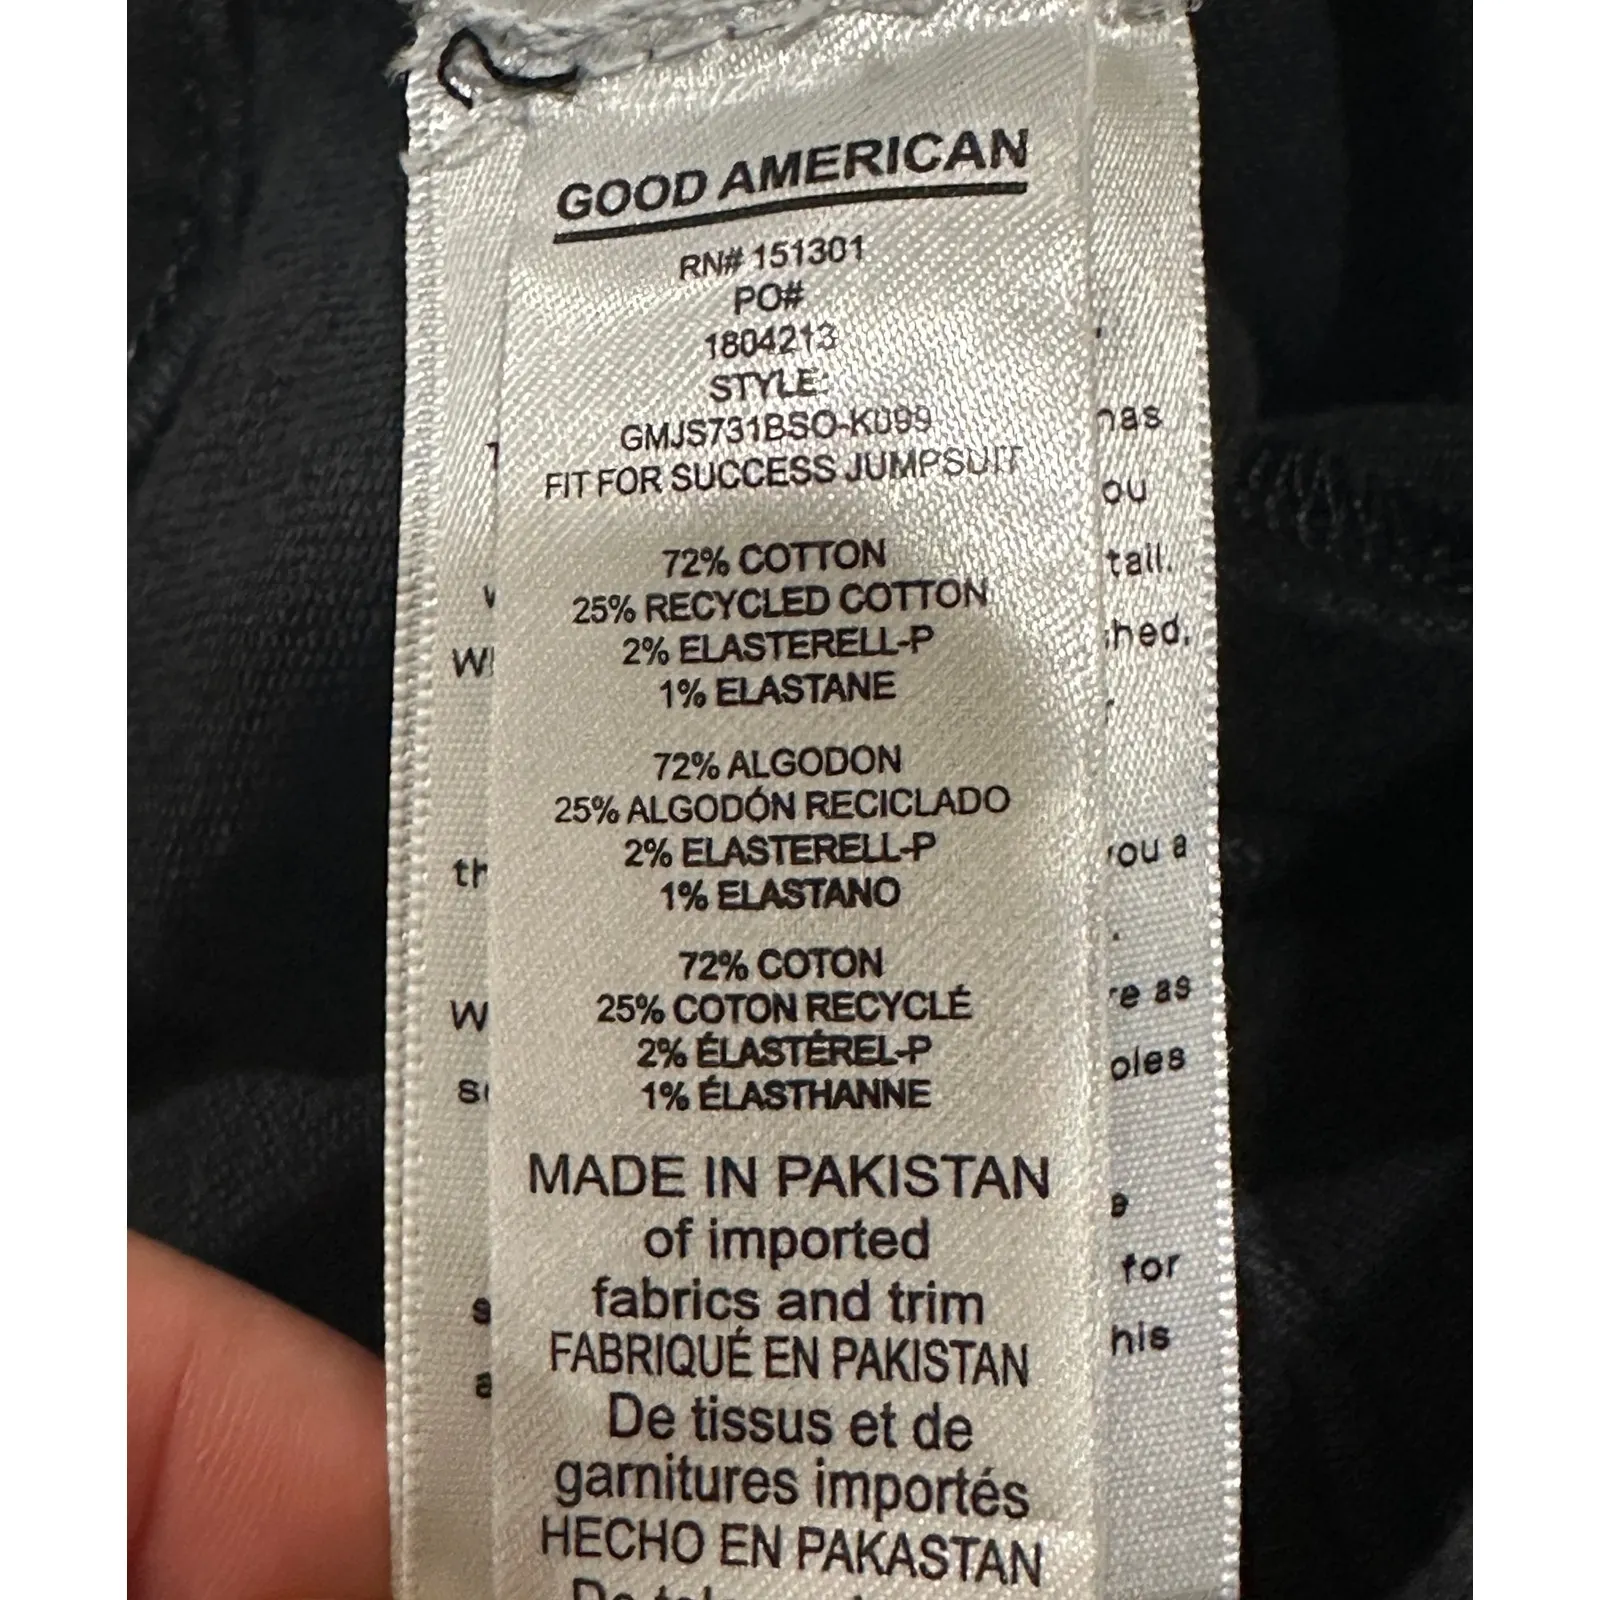 GOOD AMERICAN
RN# 151301
PO#
1804213
STYLE:
GMJS731BSO-K099
FIT FOR SUCCESS JUMPSUIT
72% COTTON
25% RECYCLED COTTON
2% ELASTERELL-P
1% ELASTANE
72% ALGODON
25% ALGODÓN RECICLADO
2% ELASTERELL-P
1% ELASTANO
72% COTON
25% COTON RECYCLÉ
2% ÉLASTÉREL-P
1% ÉLASTHANNE
MADE IN PAKISTAN
of imported
fabrics and trim
FABRIQUÉ EN PAKISTAN
De tissus et de
garnitures importés
HECHO EN PAKASTAN
tall.
for